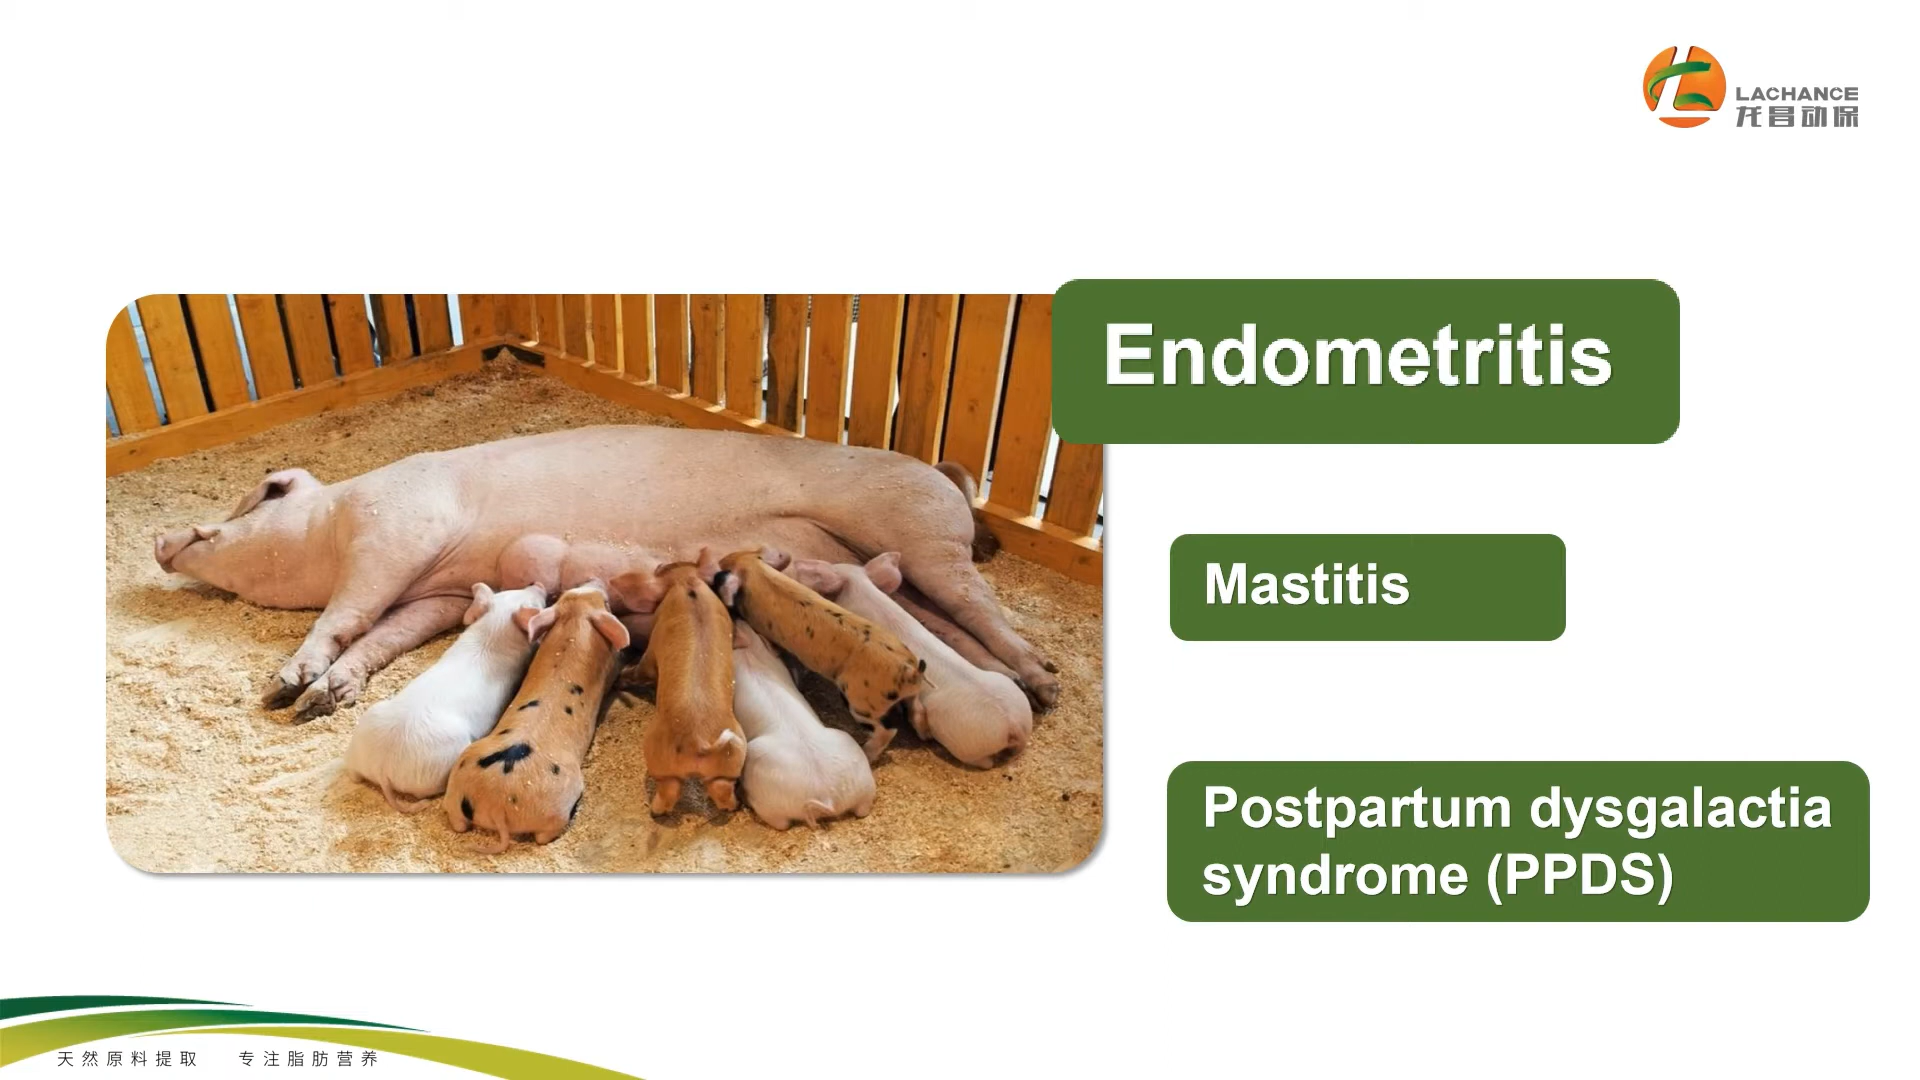 LACHANCE
龙昌动保
Endometritis
Mastitis
Postpartum dysgalactia
syndrome (PPDS)
天然原料提取 专注脂肪营养